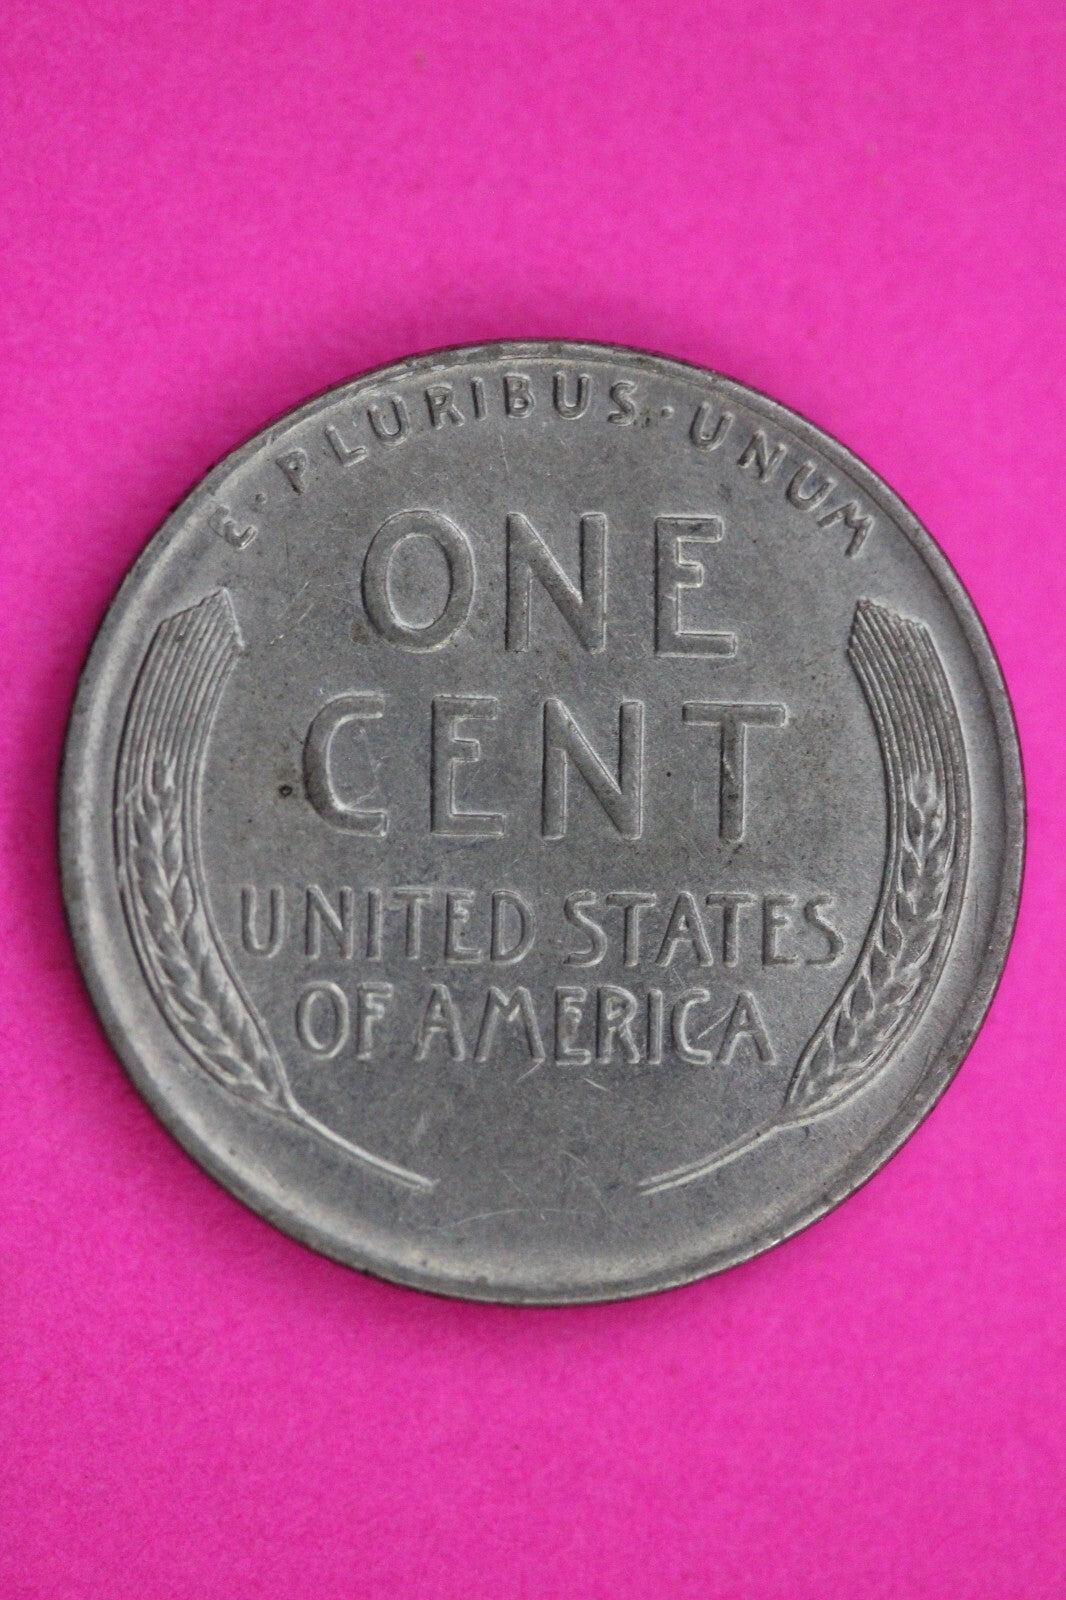 E·PLURIBUS·UNUM
ONE
CENT
UNITED STATES
OF AMERICA